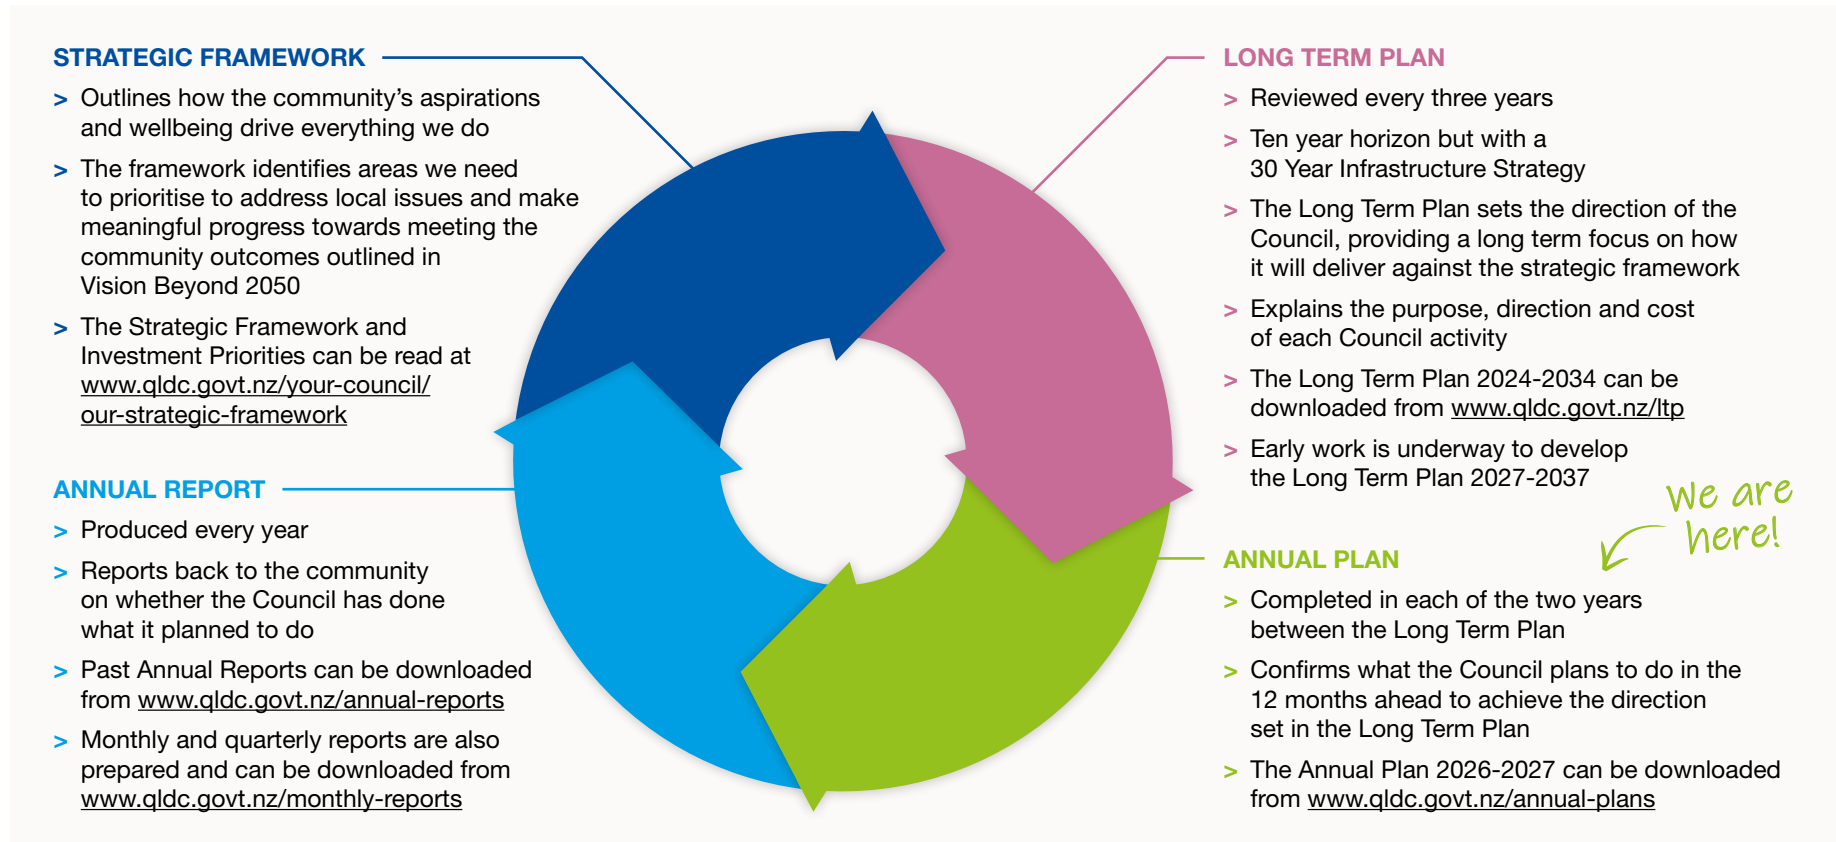 STRATEGIC FRAMEWORK
> Outlines how the community’s aspirations
and wellbeing drive everything we do
> The framework identifies areas we need
to prioritise to address local issues and make
meaningful progress towards meeting the
community outcomes outlined in
Vision Beyond 2050
> The Strategic Framework and
Investment Priorities can be read at
www.qldc.govt.nz/your-council/
our-strategic-framework
ANNUAL REPORT
> Produced every year
> Reports back to the community
on whether the Council has done
what it planned to do
> Past Annual Reports can be downloaded
from www.qldc.govt.nz/annual-reports
> Monthly and quarterly reports are also
prepared and can be downloaded from
www.qldc.govt.nz/monthly-reports
LONG TERM PLAN
> Reviewed every three years
> Ten year horizon but with a
30 Year Infrastructure Strategy
> The Long Term Plan sets the direction of the
Council, providing a long term focus on how
it will deliver against the strategic framework
> Explains the purpose, direction and cost
of each Council activity
> The Long Term Plan 2024-2034 can be
downloaded from www.qldc.govt.nz/ltp
> Early work is underway to develop
the Long Term Plan 2027-2037
We are
here!
ANNUAL PLAN
> Completed in each of the two years
between the Long Term Plan
> Confirms what the Council plans to do in the
12 months ahead to achieve the direction
set in the Long Term Plan
> The Annual Plan 2026-2027 can be downloaded
from www.qldc.govt.nz/annual-plans